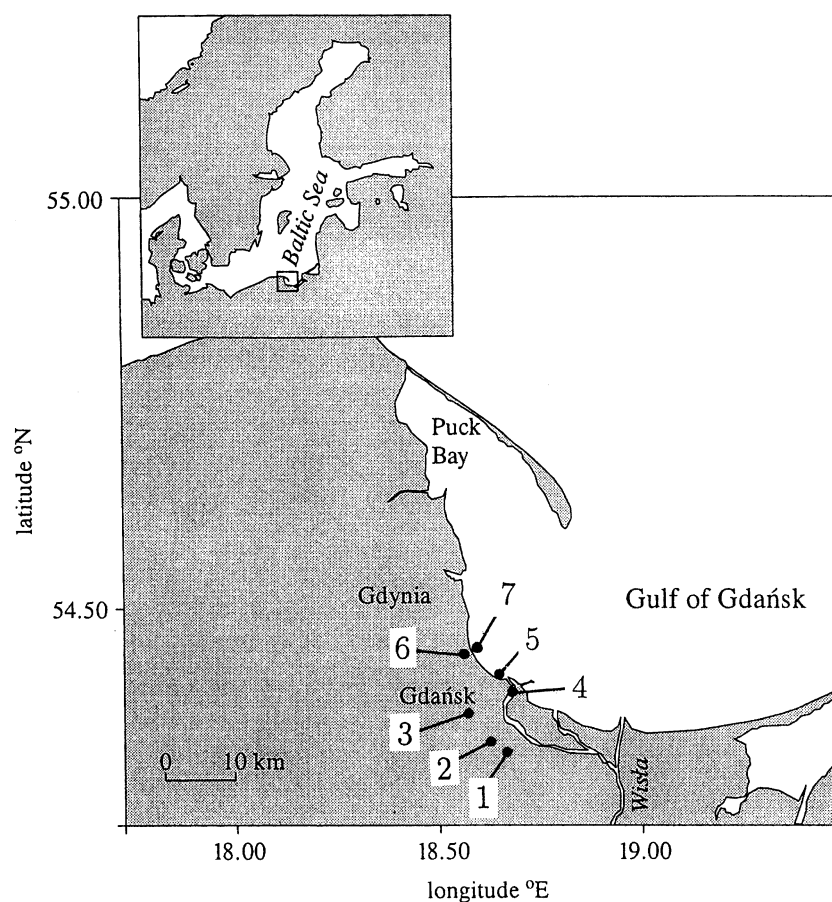 Baltic Sea
55.00
Puck
Bay
latitude °N
Gdynia
7
Gulf of Gdańsk
54.50
5
6
4
Gdańsk
3
2
0 10 km
1
Wisła
18.00 18.50 19.00
longitude °E